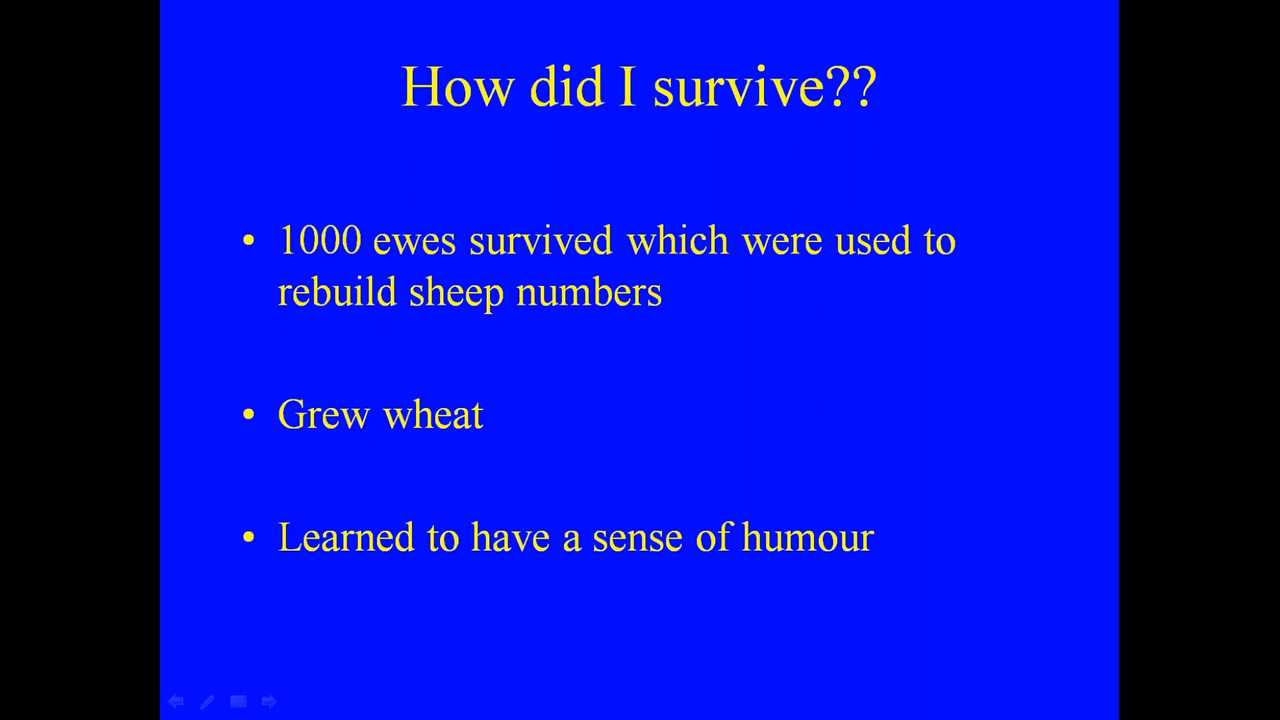 How did I survive??
• 1000 ewes survived which were used to
rebuild sheep numbers
• Grew wheat
• Learned to have a sense of humour